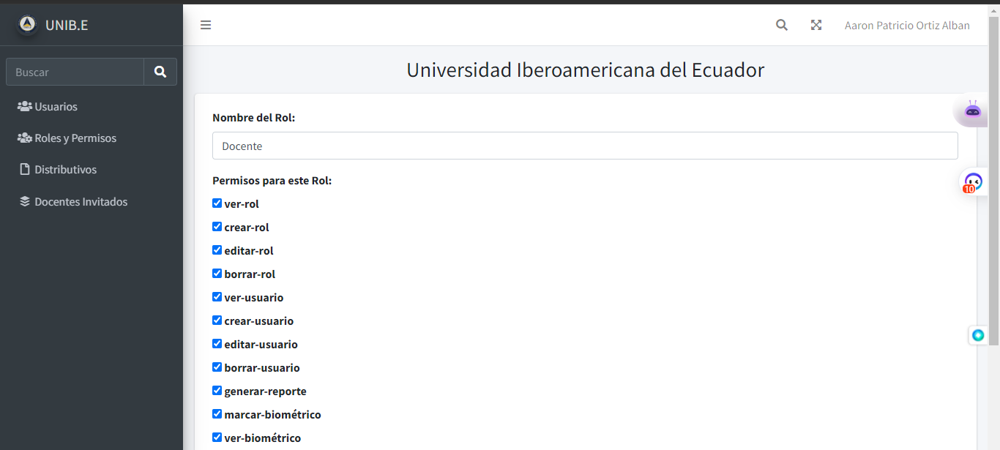 UNIB.E
Aaron Patricio Ortiz Alban
Buscar
Usuarios
Roles y Permisos
Distributivos
Docentes Invitados
Universidad Iberoamericana del Ecuador
Nombre del Rol:
Docente
Permisos para este Rol:
ver-rol
crear-rol
editar-rol
borrar-rol
ver-usuario
crear-usuario
editar-usuario
borrar-usuario
generar-reporte
marcar-biométrico
ver-biométrico
10